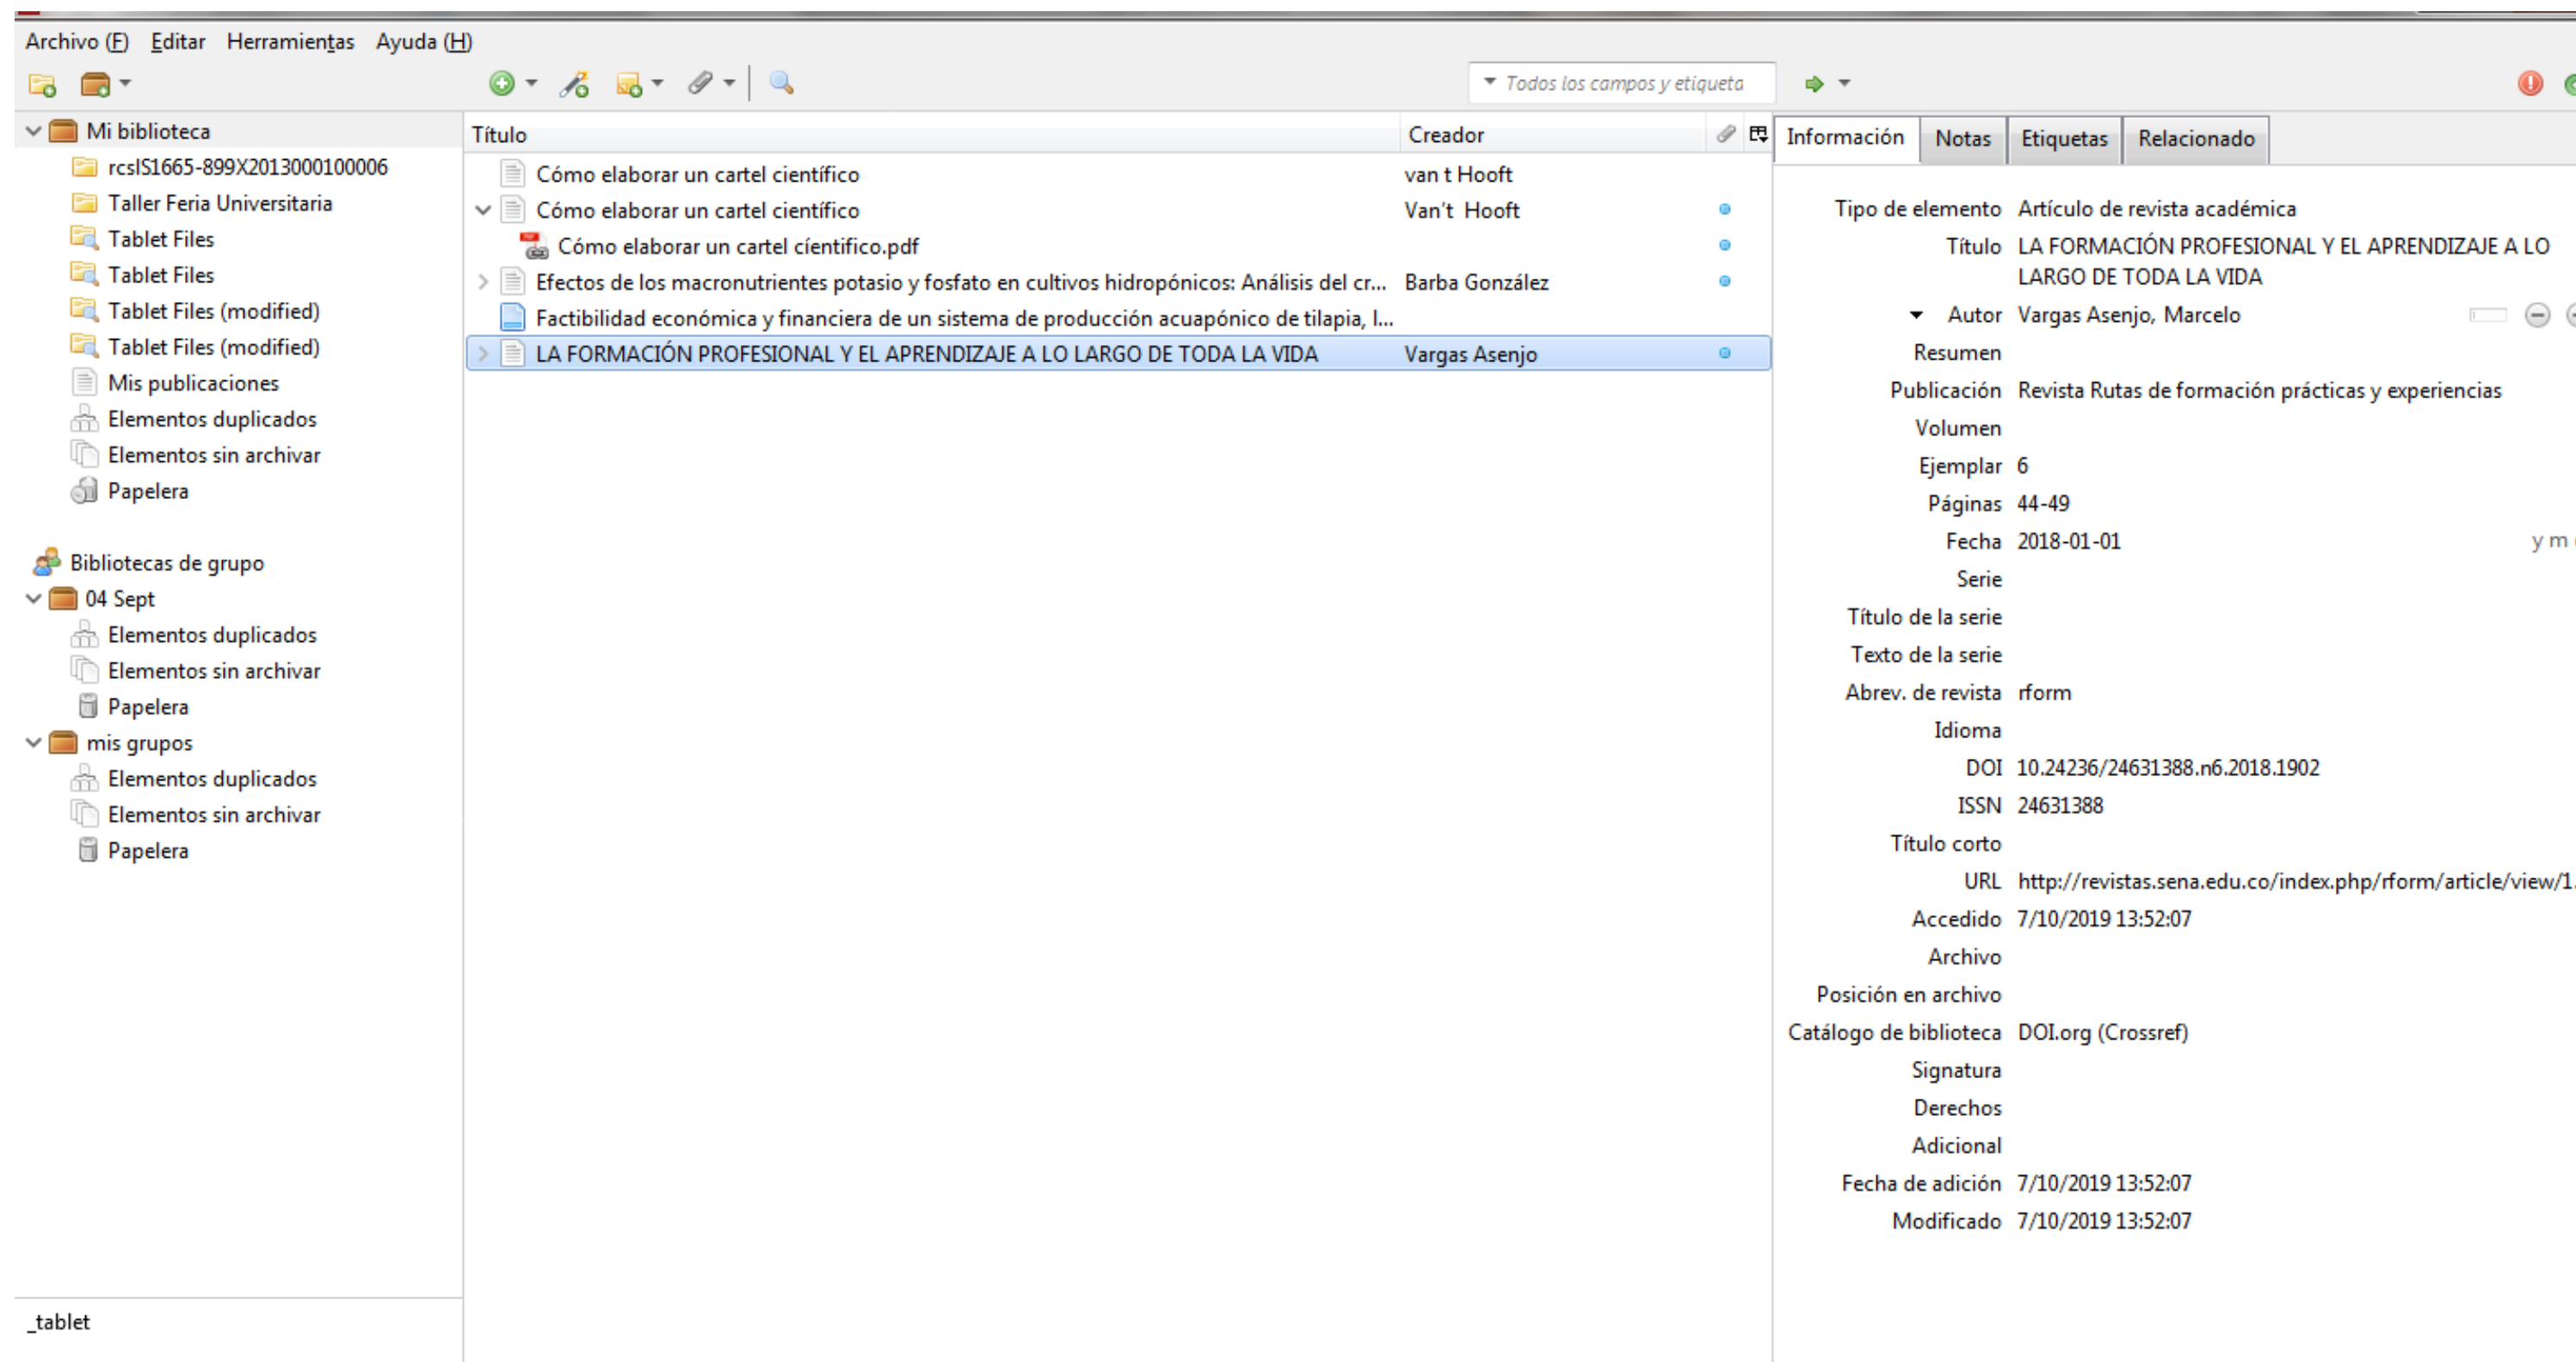 Archivo (F) Editar Herramientas Ayuda (H)
Todos los campos y etiqueta
Mi biblioteca
rcsIS1665-899X2013000100006
Taller Feria Universitaria
Tablet Files
Tablet Files
Tablet Files (modified)
Tablet Files (modified)
Mis publicaciones
Elementos duplicados
Elementos sin archivar
Papelera
Bibliotecas de grupo
04 Sept
Elementos duplicados
Elementos sin archivar
Papelera
mis grupos
Elementos duplicados
Elementos sin archivar
Papelera
_tablet
Título Creador
Cómo elaborar un cartel científico van t Hooft
Cómo elaborar un cartel científico Van't Hooft
Cómo elaborar un cartel cíentifico.pdf
Efectos de los macronutrientes potasio y fosfato en cultivos hidropónicos: Análisis del cr... Barba González
Factibilidad económica y financiera de un sistema de producción acuapónico de tilapia, l...
LA FORMACIÓN PROFESIONAL Y EL APRENDIZAJE A LO LARGO DE TODA LA VIDA Vargas Asenjo
Información Notas Etiquetas Relacionado
Tipo de elemento Artículo de revista académica
Título LA FORMACIÓN PROFESIONAL Y EL APRENDIZAJE A LO
LARGO DE TODA LA VIDA
Autor Vargas Asenjo, Marcelo
Resumen
Publicación Revista Rutas de formación prácticas y experiencias
Volumen
Ejemplar 6
Páginas 44-49
Fecha 2018-01-01 y m
Serie
Título de la serie
Texto de la serie
Abrev. de revista rform
Idioma
DOI 10.24236/24631388.n6.2018.1902
ISSN 24631388
Título corto
URL http://revistas.sena.edu.co/index.php/rform/article/view/1.
Accedido 7/10/2019 13:52:07
Archivo
Posición en archivo
Catálogo de biblioteca DOI.org (Crossref)
Signatura
Derechos
Adicional
Fecha de adición 7/10/2019 13:52:07
Modificado 7/10/2019 13:52:07